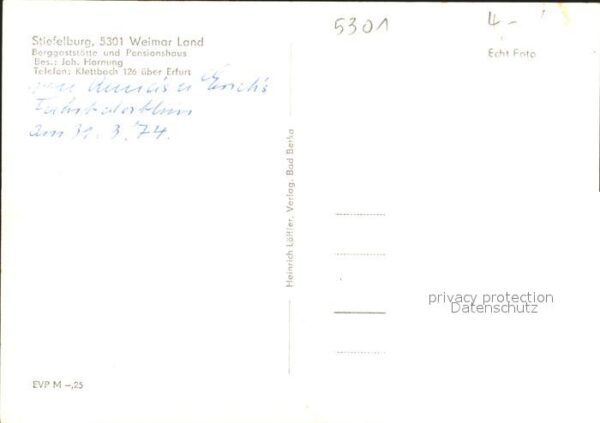 5301
4.-
Stiefelburg, 5301 Weimar Land
Berggaststätte und Pensionshaus
Bes.: Joh. Hornung
Telefon: Klettbach 126 über Erfurt
Echt Foto
am 31. 3. 74.
Heinrich Löffler, Verlag, Bad Berka
privacy protection
Datenschutz
EVP M -,25